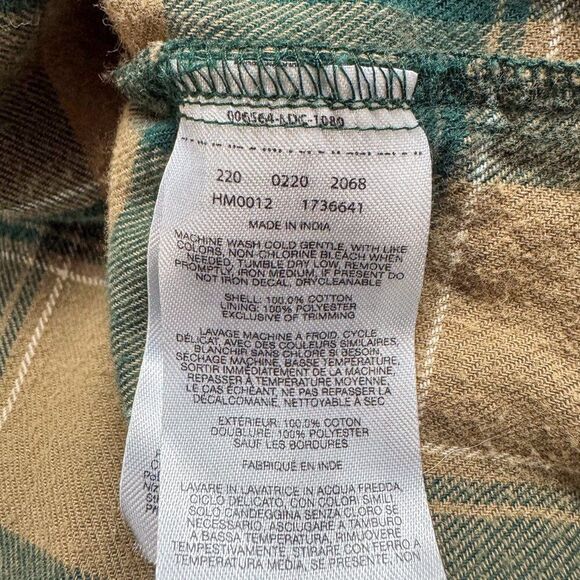 220 0220 2068
HM0012 1736641
MADE IN INDIA
MACHINE WASH COLD GENTLE, WITH LIKE
COLORS, NON-CHLORINE BLEACH WHEN
NEEDED, TUMBLE DRY LOW, REMOVE
PROMPTLY, IRON MEDIUM, IF PRESENT DO
NOT IRON DECAL, DRYCLEANABLE
SHELL: 100.0% COTTON
LINING: 100% POLYESTER
EXCLUSIVE OF TRIMMING
LAVAGE MACHINE A FROID, CYCLE
DÉLICAT, AVEC DES COULEURS SIMILAIRES,
BLANCHIR SANS CHLORE SI BESOIN,
SÉCHAGE MACHINE, BASSE TEMPÉRATURE,
SORTIR IMMÉDIATEMENT DE LA MACHINE,
REPASSER À TEMPÉRATURE MOYENNE,
LE CAS ÉCHÉANT, NE PAS REPASSER LA
DÉCALCOMANIE, NETTOYABLE À SEC
EXTÉRIEUR: 100.0% COTON
DOUBLURE: 100% POLYESTER
SAUF LES BORDURES
FABRIQUÉ EN INDE
LAVARE IN LAVATRICE IN ACQUA FREDDA,
CICLO DELICATO, CON COLORI SIMILI,
SOLO CANDEGGINA SENZA CLORO SE
NECESSARIO, ASCIUGARE A TAMBURO
A BASSA TEMPERATURA, RIMUOVERE
TEMPESTIVAMENTE, STIRARE CON FERRO A
TEMPERATURA MEDIA, SE PRESENTE, NON